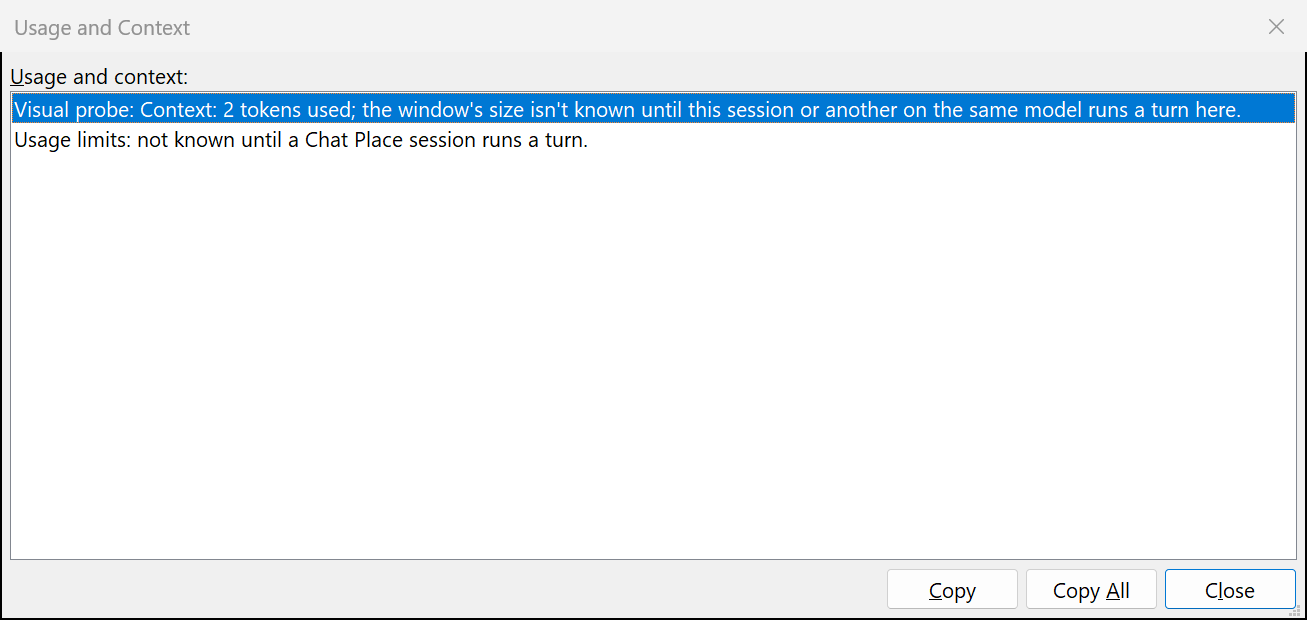 Usage and Context
Usage and context:
Visual probe: Context: 2 tokens used; the window's size isn't known until this session or another on the same model runs a turn here.
Usage limits: not known until a Chat Place session runs a turn.
Copy
Copy All
Close